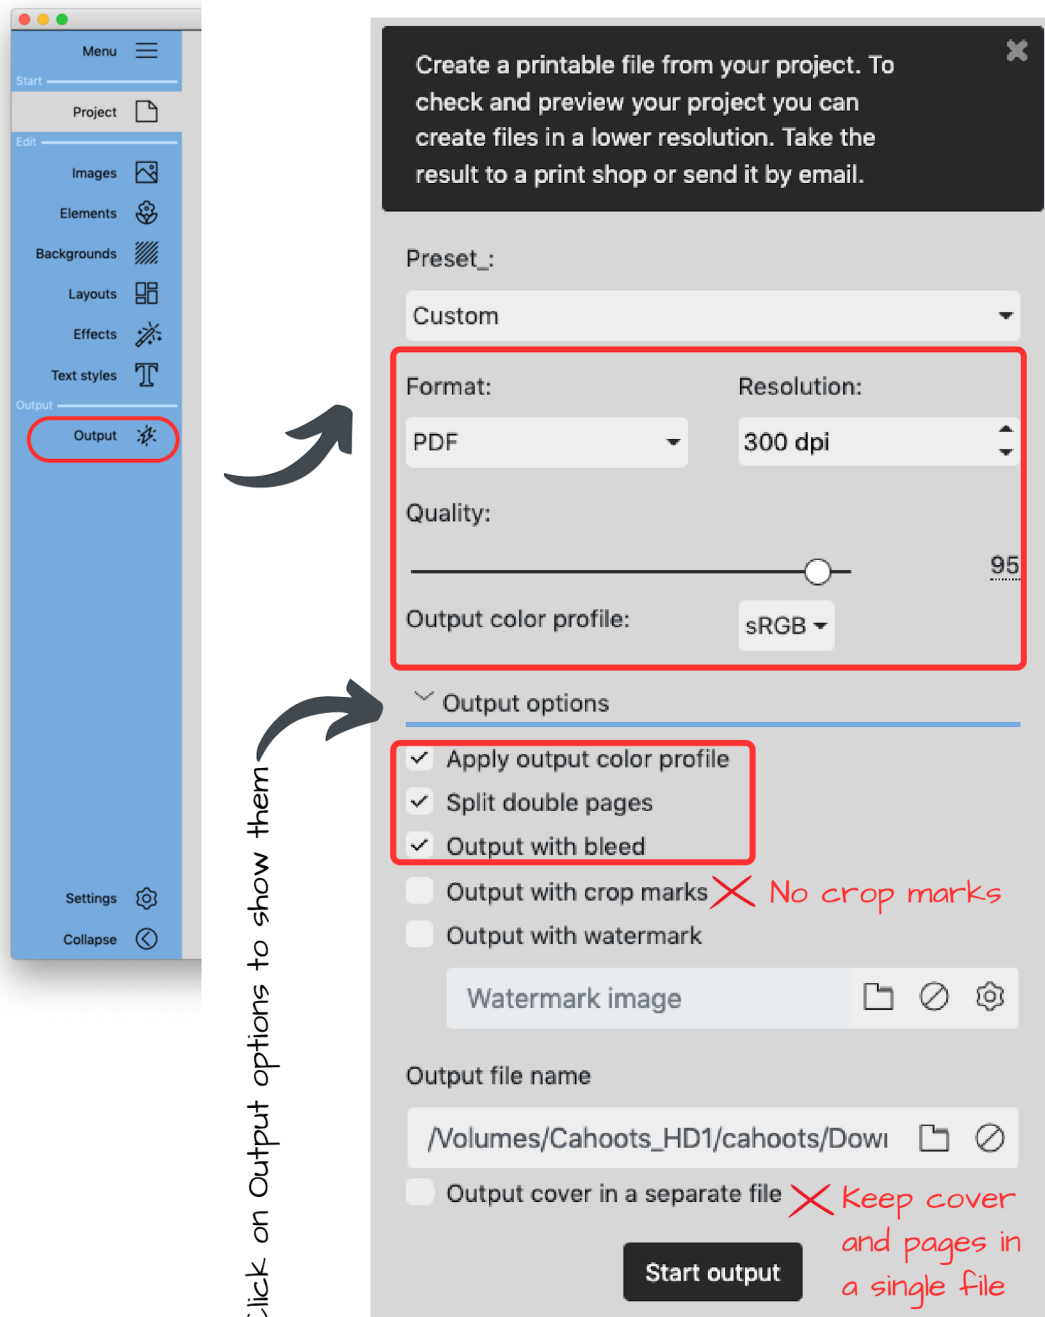 Menu
Start
Project
Edit
Images
Elements
Backgrounds
Layouts
Effects
Text styles
Output
Output
Settings
Collapse
Click on Output options to show them
Create a printable file from your project. To
check and preview your project you can
create files in a lower resolution. Take the
result to a print shop or send it by email.
Preset_:
Custom
Format:
Resolution:
PDF
300 dpi
Quality:
95
Output color profile:
sRGB
Output options
Apply output color profile
Split double pages
Output with bleed
Output with crop marks
No crop marks
Output with watermark
Watermark image
Output file name
/Volumes/Cahoots_HD1/cahoots/Dow
Output cover in a separate file
Keep cover
and pages in
a single file
Start output